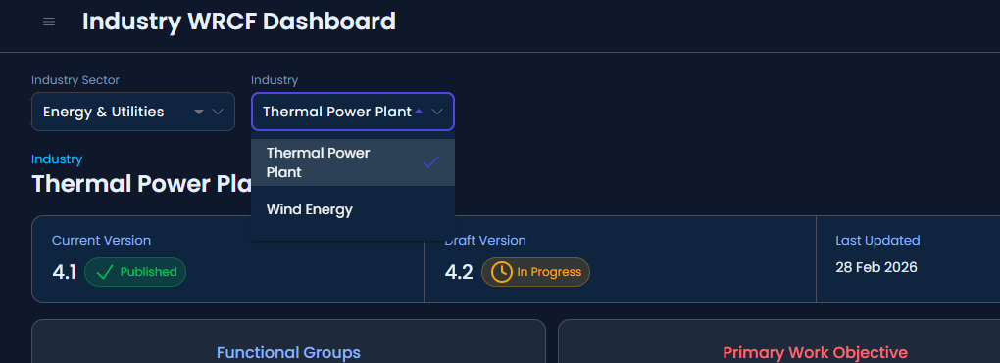 Industry WRCF Dashboard
Industry Sector
Industry
Energy & Utilities
Thermal Power Plant
Thermal Power
Plant
Wind Energy
Industry
Thermal Power Pla
Current Version
Draft Version
Last Updated
4.1 Published
4.2 In Progress
28 Feb 2026
Functional Groups
Primary Work Objective